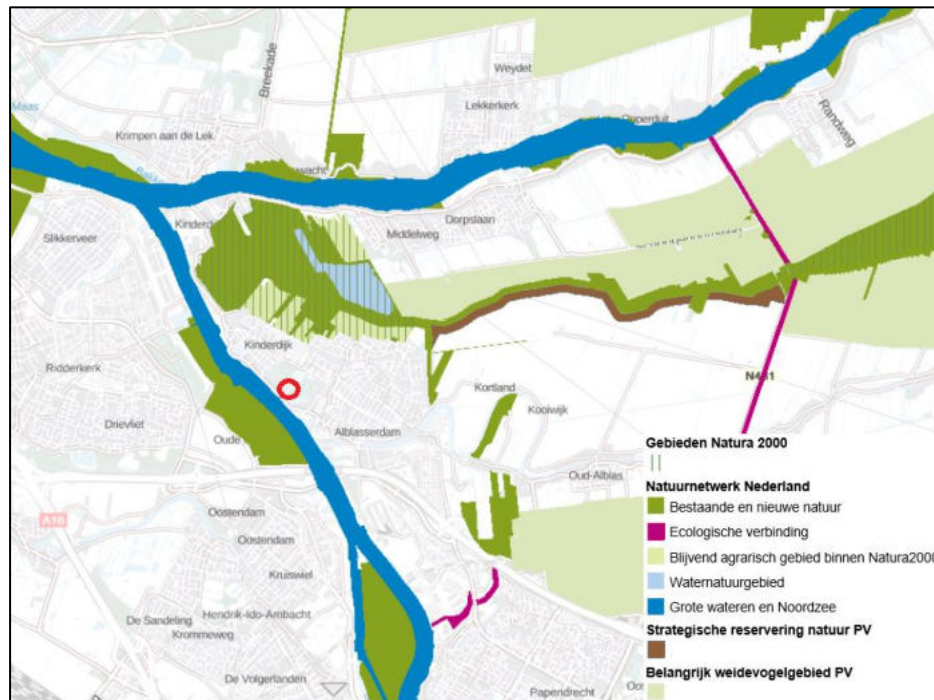 Breekade
Weydet
Maas
Lekkerkerk
Opperduit
Randweg
Krimpen aan de Lek
Dorpslaan
Middelweg
Slikkerveer
Kinderdijk
Ridderkerk
N481
Kortland
Kooiwijk
Drievliet
Oude
Alblasserdam
Oud-Alblas
A16
Oostendam
Oostendam
Kruiswiel
De Sandeling
Hendrik-Ido-Ambacht
Krommeweg
De Volgerlanden
Papendrecht
Gebieden Natura 2000
Natuurnetwerk Nederland
Bestaande en nieuwe natuur
Ecologische verbinding
Blijvend agrarisch gebied binnen Natura2000
Waternatuurgebied
Grote wateren en Noordzee
Strategische reservering natuur PV
Belangrijk weidevogelgebied PV